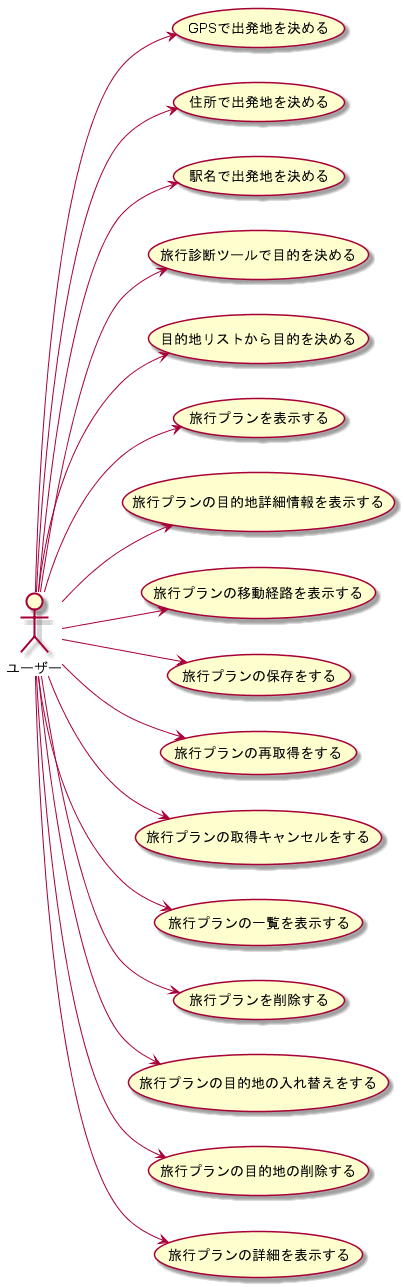 GPSで出発地を決める
住所で出発地を決める
駅名で出発地を決める
旅行診断ツールで目的を決める
目的地リストから目的を決める
旅行プランを表示する
旅行プランの目的地詳細情報を表示する
旅行プランの移動経路を表示する
ユーザー
旅行プランの保存をする
旅行プランの再取得をする
旅行プランの取得キャンセルをする
旅行プランの一覧を表示する
旅行プランを削除する
旅行プランの目的地の入れ替えをする
旅行プランの目的地の削除する
旅行プランの詳細を表示する